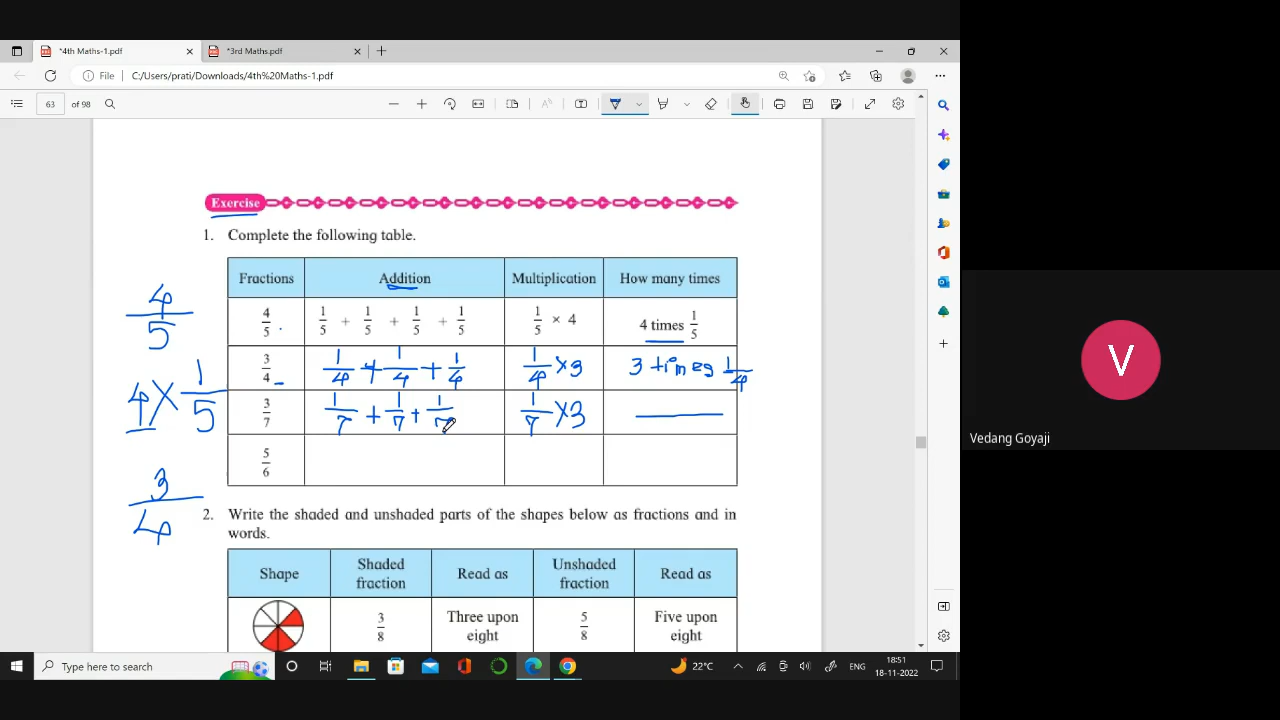 *4th Maths-1.pdf
*3rd Maths.pdf
File C:/Users/prati/Downloads/4th%20Maths-1.pdf
63 of 98
Exercise
1. Complete the following table.
Fractions Addition Multiplication How many times
4/5 . 1/5 + 1/5 + 1/5 + 1/5 1/5 × 4 4 times 1/5
3/4 1/4 + 1/4 + 1/4 1/4 × 3 3 times 1/4
3/7 1/7 + 1/7 + 1/7 1/7 × 3
5/6
4/5
4 × 1/5
3/4
2. Write the shaded and unshaded parts of the shapes below as fractions and in
words.
Shape Shaded fraction Read as Unshaded fraction Read as
3/8 Three upon eight 5/8 Five upon eight
V
Vedang Goyaji
Type here to search
22°C
ENG
18:51
18-11-2022